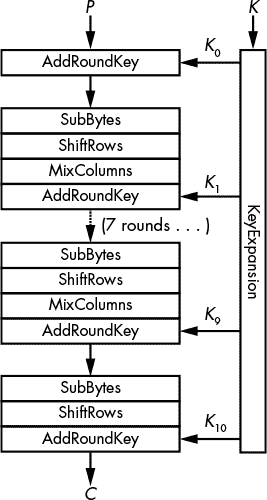 P K
AddRoundKey K0
SubBytes
ShiftRows
MixColumns
AddRoundKey K1
(7 rounds . . .)
SubBytes
ShiftRows
MixColumns
AddRoundKey K9
SubBytes
ShiftRows
AddRoundKey K10
C
KeyExpansion